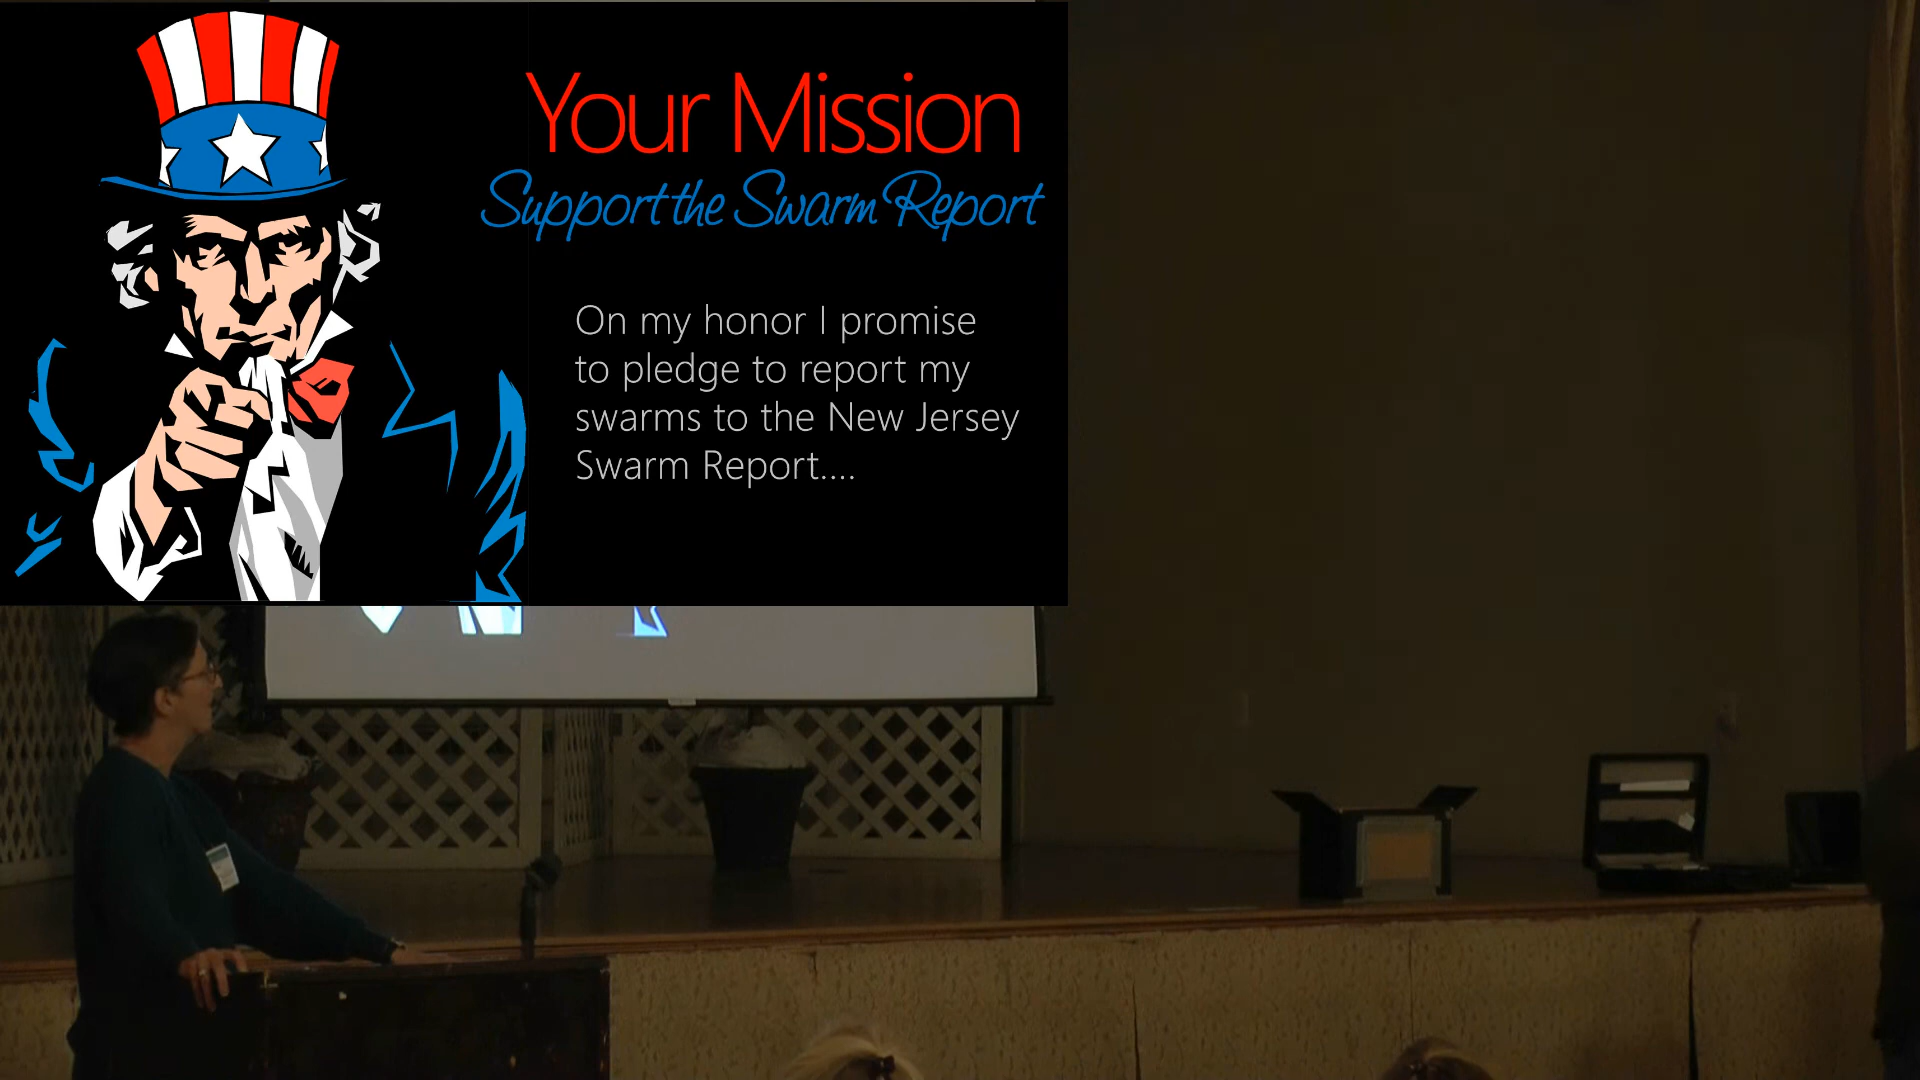 Your Mission
Support the Swarm Report
On my honor I promise
to pledge to report my
swarms to the New Jersey
Swarm Report....